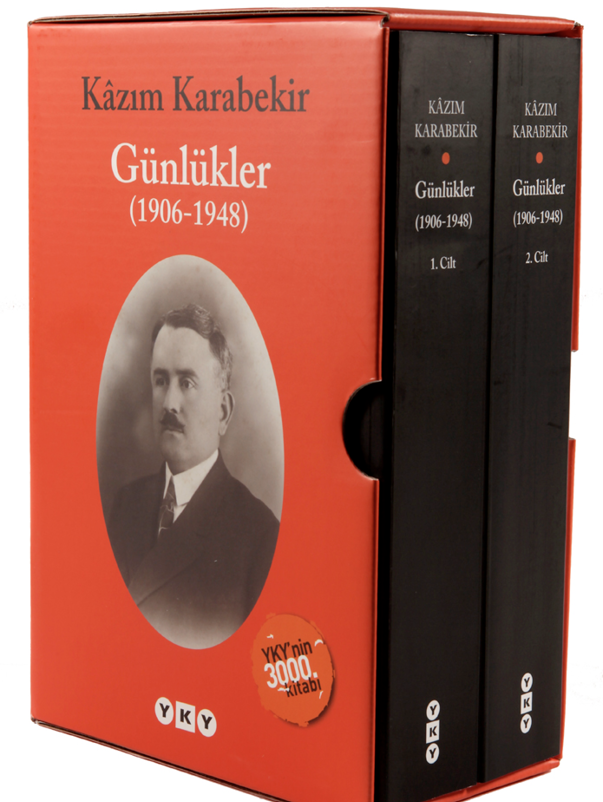 Kâzım Karabekir
Günlükler
(1906-1948)
YKY'nin
3000.
kitabı
YKY
KÂZIM
KARABEKİR
Günlükler
(1906-1948)
1. Cilt
YKY
KÂZIM
KARABEKİR
Günlükler
(1906-1948)
2. Cilt
YKY